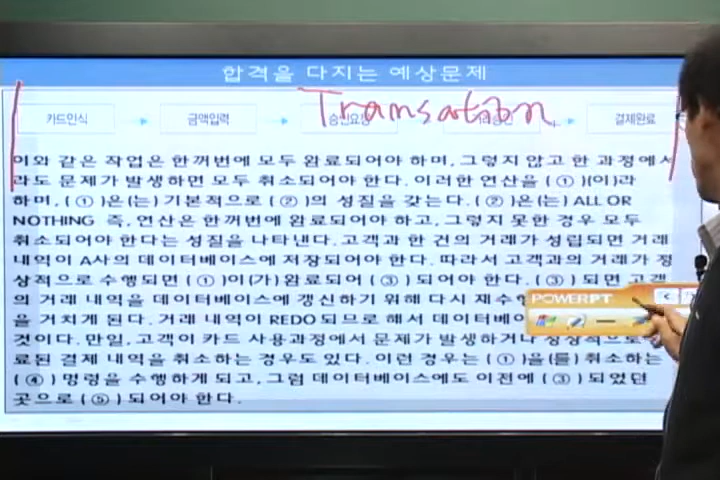 합격을 다지는 예상문제
카드인식 금액입력 결제완료
Transation
이와 같은 작업은 한꺼번에 모두 완료되어야 하며, 그렇지 않고 한 과정에서
라도 문제가 발생하면 모두 취소되어야 한다. 이러한 연산을 ( ① )(이)라
하며, ( ① )은(는) 기본적으로 ( ② )의 성질을 갖는다. ( ② )은(는) ALL OR
NOTHING 즉, 연산은 한꺼번에 완료되어야 하고, 그렇지 못한 경우 모두
취소되어야 한다는 성질을 나타낸다. 고객과 한 건의 거래가 성립되면 거래
내역이 A사의 데이터베이스에 저장되어야 한다. 따라서 고객과의 거래가 정
상적으로 수행되면 ( ① )이(가) 완료되어 ( ③ ) 되어야 한다. ( ③ ) 되면 고객
의 거래 내역을 데이터베이스에 갱신하기 위해 다시 재수
을 거치게 된다. 거래 내역이 REDO 되므로 해서 데이터베이
것이다. 만일, 고객이 카드 사용과정에서 문제가 발생하거나 정상적으로
료된 결제 내역을 취소하는 경우도 있다. 이런 경우는 ( ① )을(를) 취소하는
( ④ ) 명령을 수행하게 되고, 그럼 데이터베이스에도 이전에 ( ③ ) 되었던
곳으로 ( ⑤ ) 되어야 한다.
POWERPT